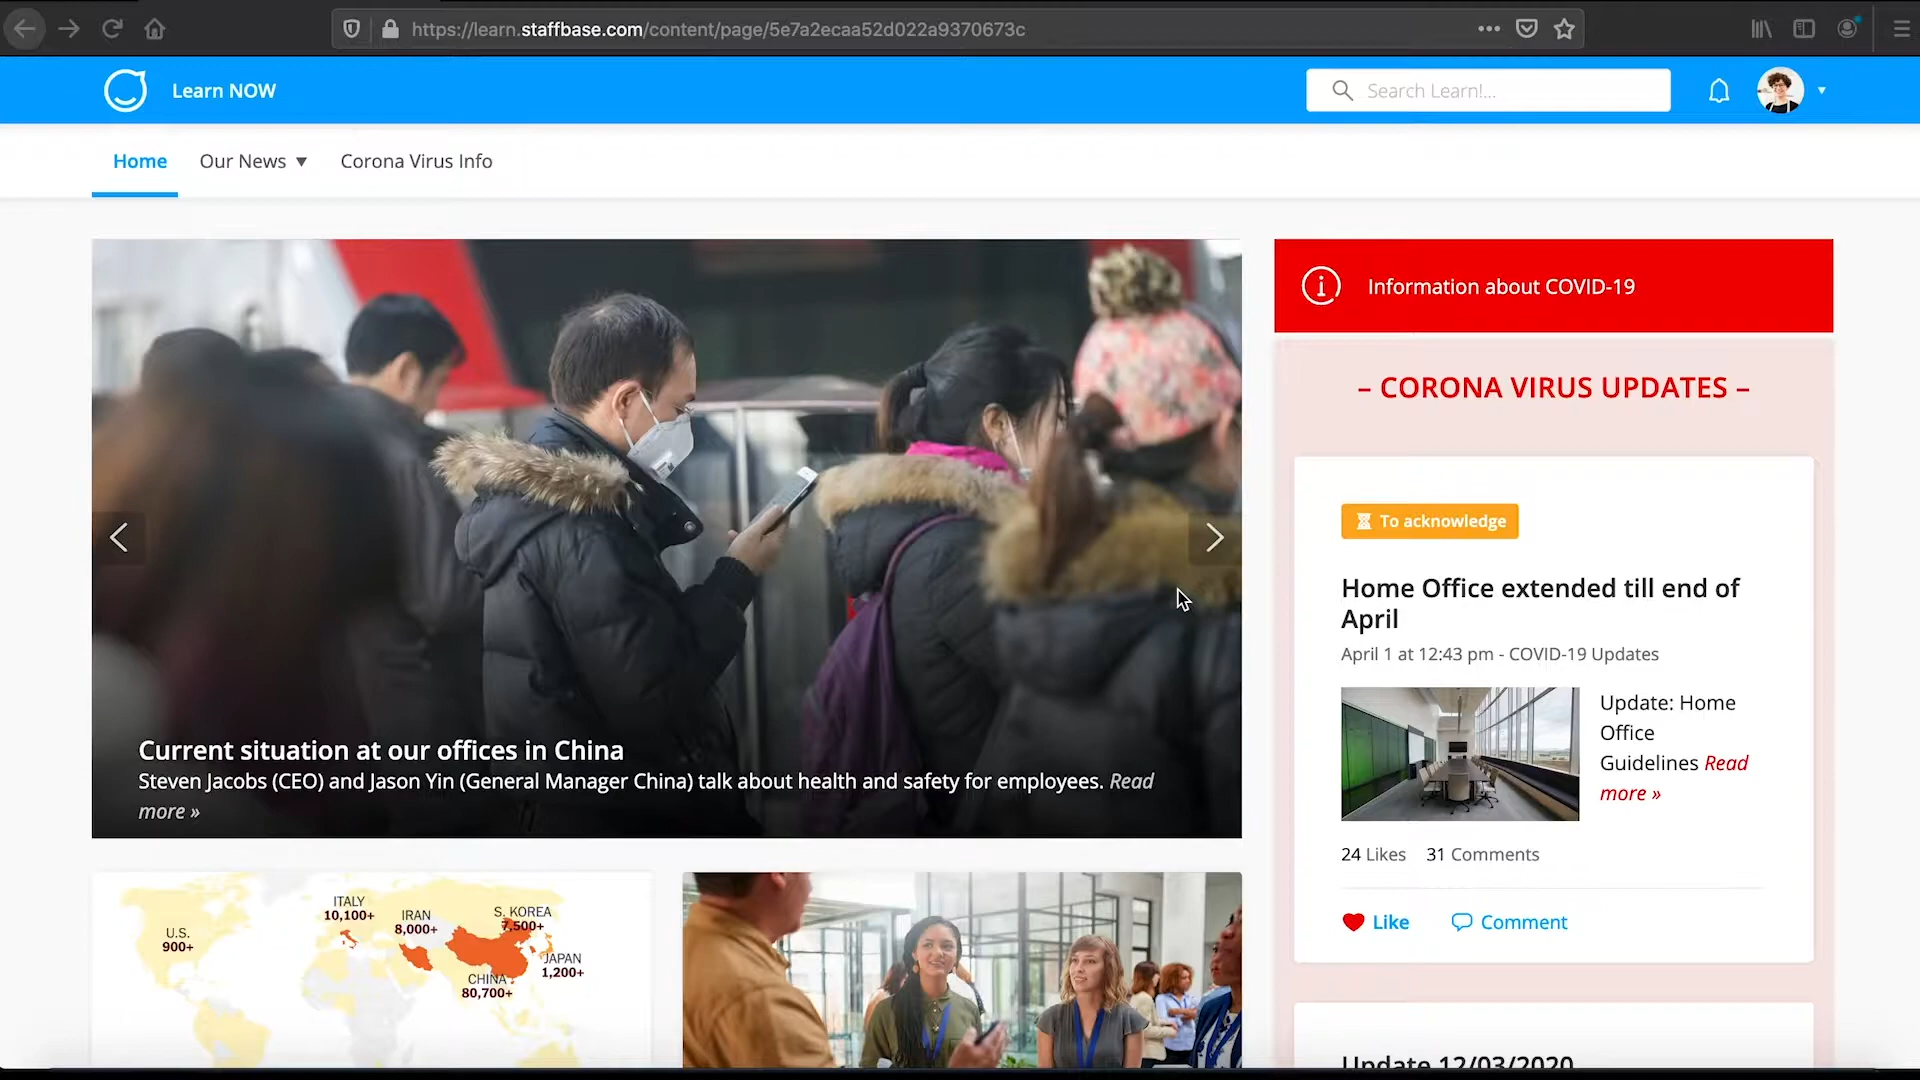 https://learn.staffbase.com/content/page/5e7a2ecaa52d022a9370673c
Learn NOW
Search Learn!...
Home
Our News
Corona Virus Info
Current situation at our offices in China
Steven Jacobs (CEO) and Jason Yin (General Manager China) talk about health and safety for employees. Read
more »
ITALY
10,100+
IRAN
8,000+
S. KOREA
7,500+
U.S.
900+
JAPAN
1,200+
CHINA
80,700+
Information about COVID-19
– CORONA VIRUS UPDATES –
To acknowledge
Home Office extended till end of
April
April 1 at 12:43 pm - COVID-19 Updates
Update: Home
Office
Guidelines Read
more »
24 Likes 31 Comments
Like
Comment
Update 12/03/2020